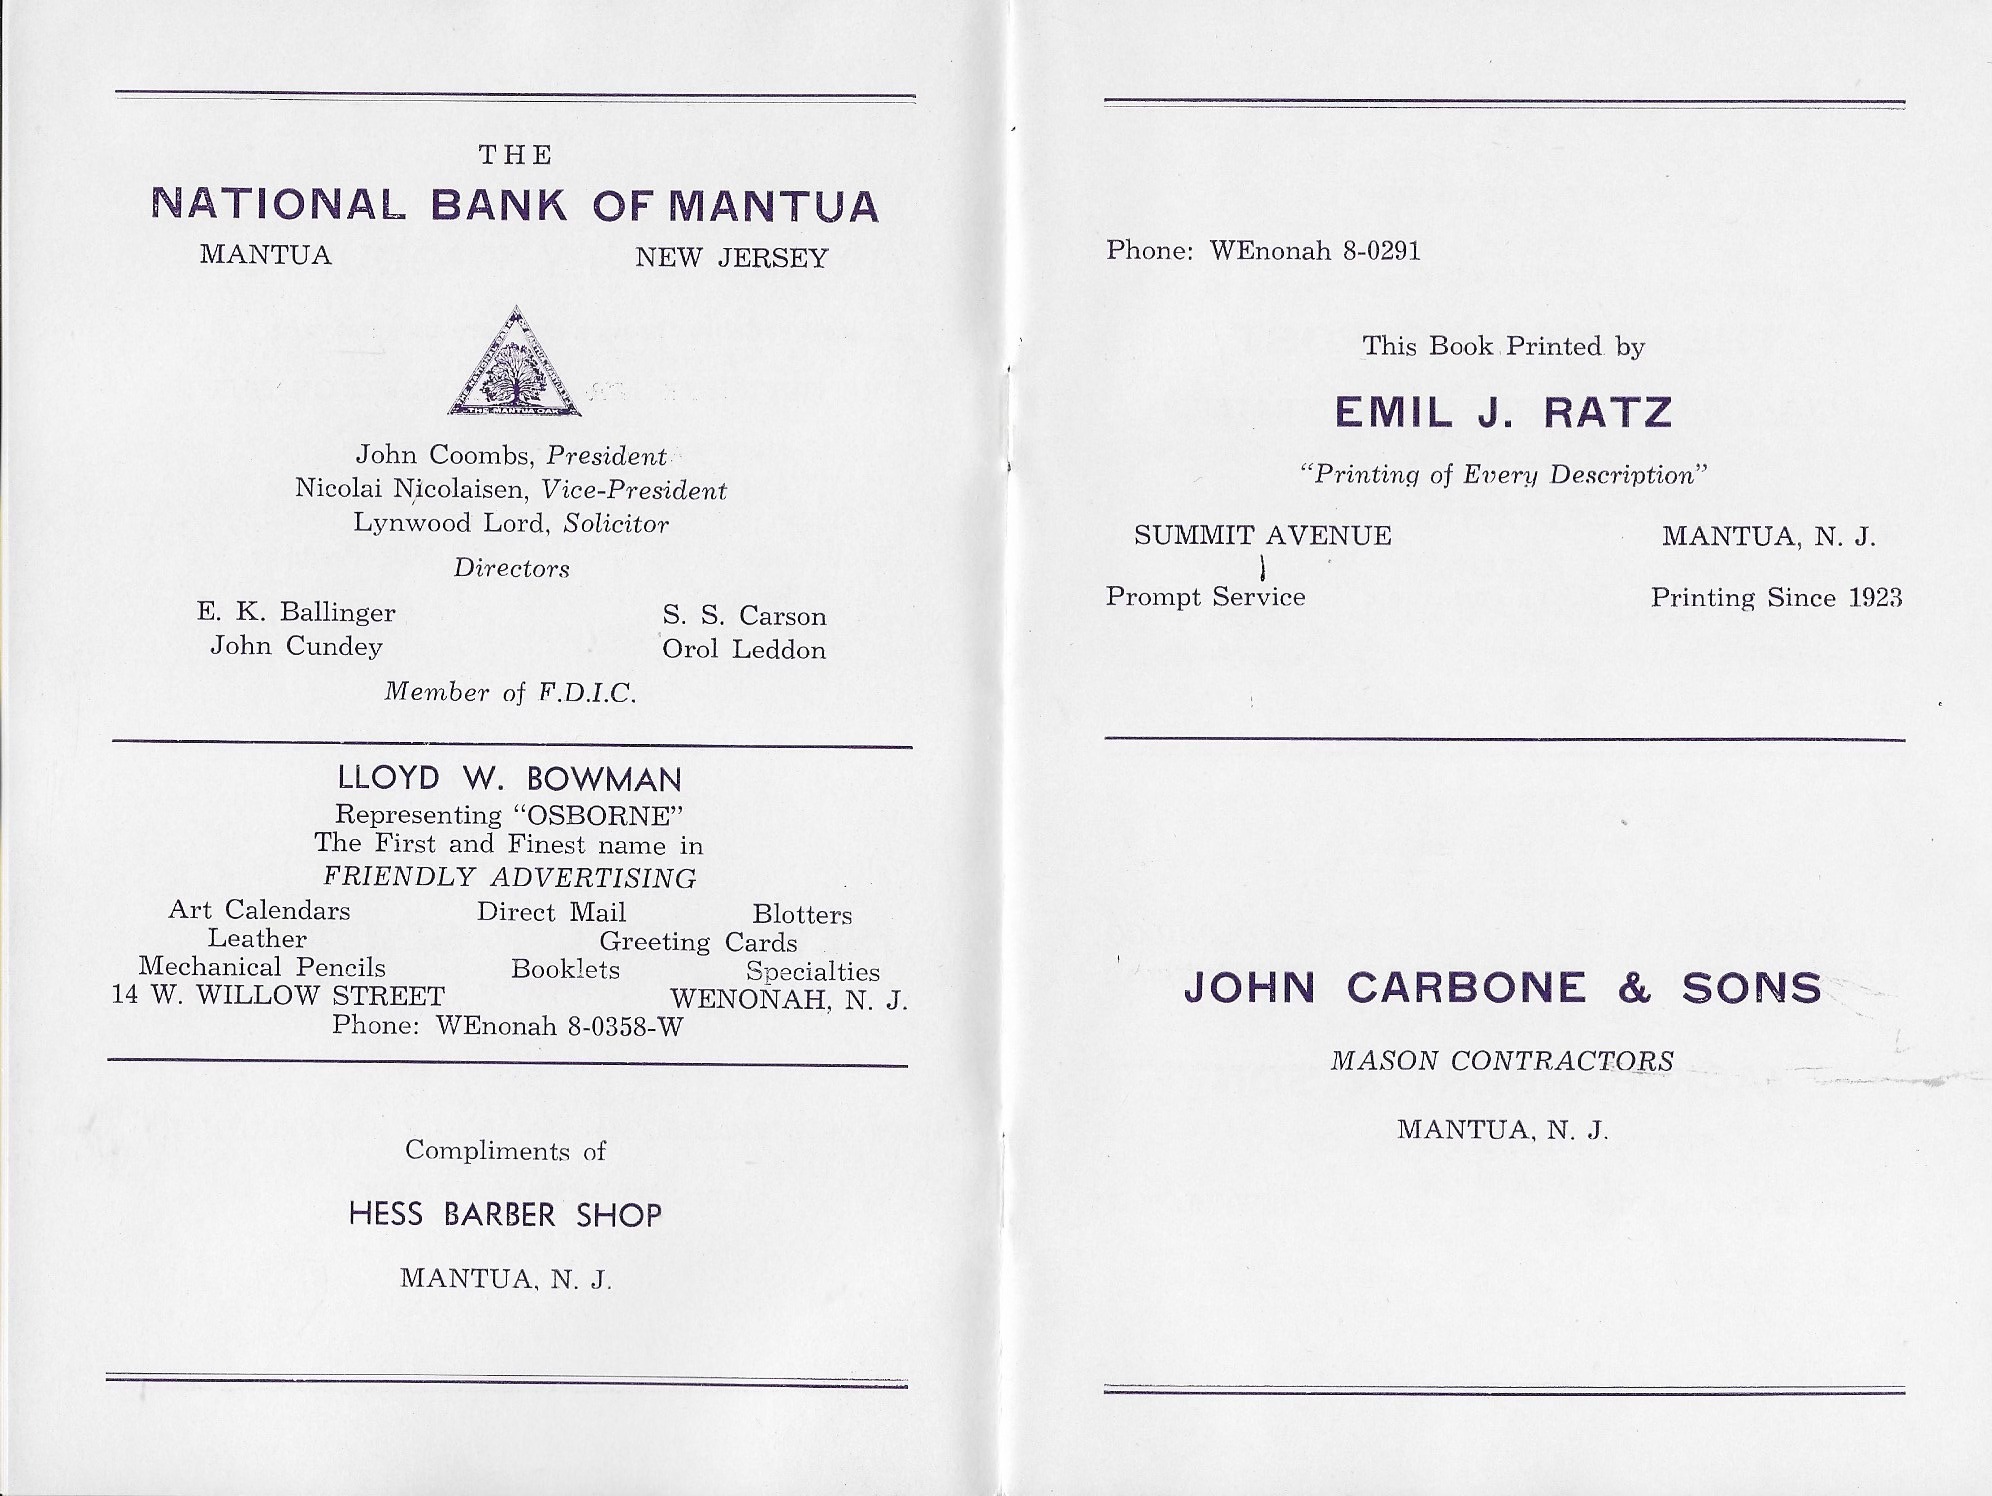 THE
NATIONAL BANK OF MANTUA
MANTUA NEW JERSEY
THE MANTUA OAK
John Coombs, President
Nicolai Nicolaisen, Vice-President
Lynwood Lord, Solicitor
Directors
E. K. Ballinger S. S. Carson
John Cundey Orol Leddon
Member of F.D.I.C.
LLOYD W. BOWMAN
Representing “OSBORNE”
The First and Finest name in
FRIENDLY ADVERTISING
Art Calendars Direct Mail Blotters
Leather Greeting Cards
Mechanical Pencils Booklets Specialties
14 W. WILLOW STREET WENONAH, N. J.
Phone: WEnonah 8-0358-W
Compliments of
HESS BARBER SHOP
MANTUA, N. J.
Phone: WEnonah 8-0291
This Book Printed by
EMIL J. RATZ
“Printing of Every Description”
SUMMIT AVENUE MANTUA, N. J.
Prompt Service Printing Since 1923
JOHN CARBONE & SONS
MASON CONTRACTORS
MANTUA, N. J.